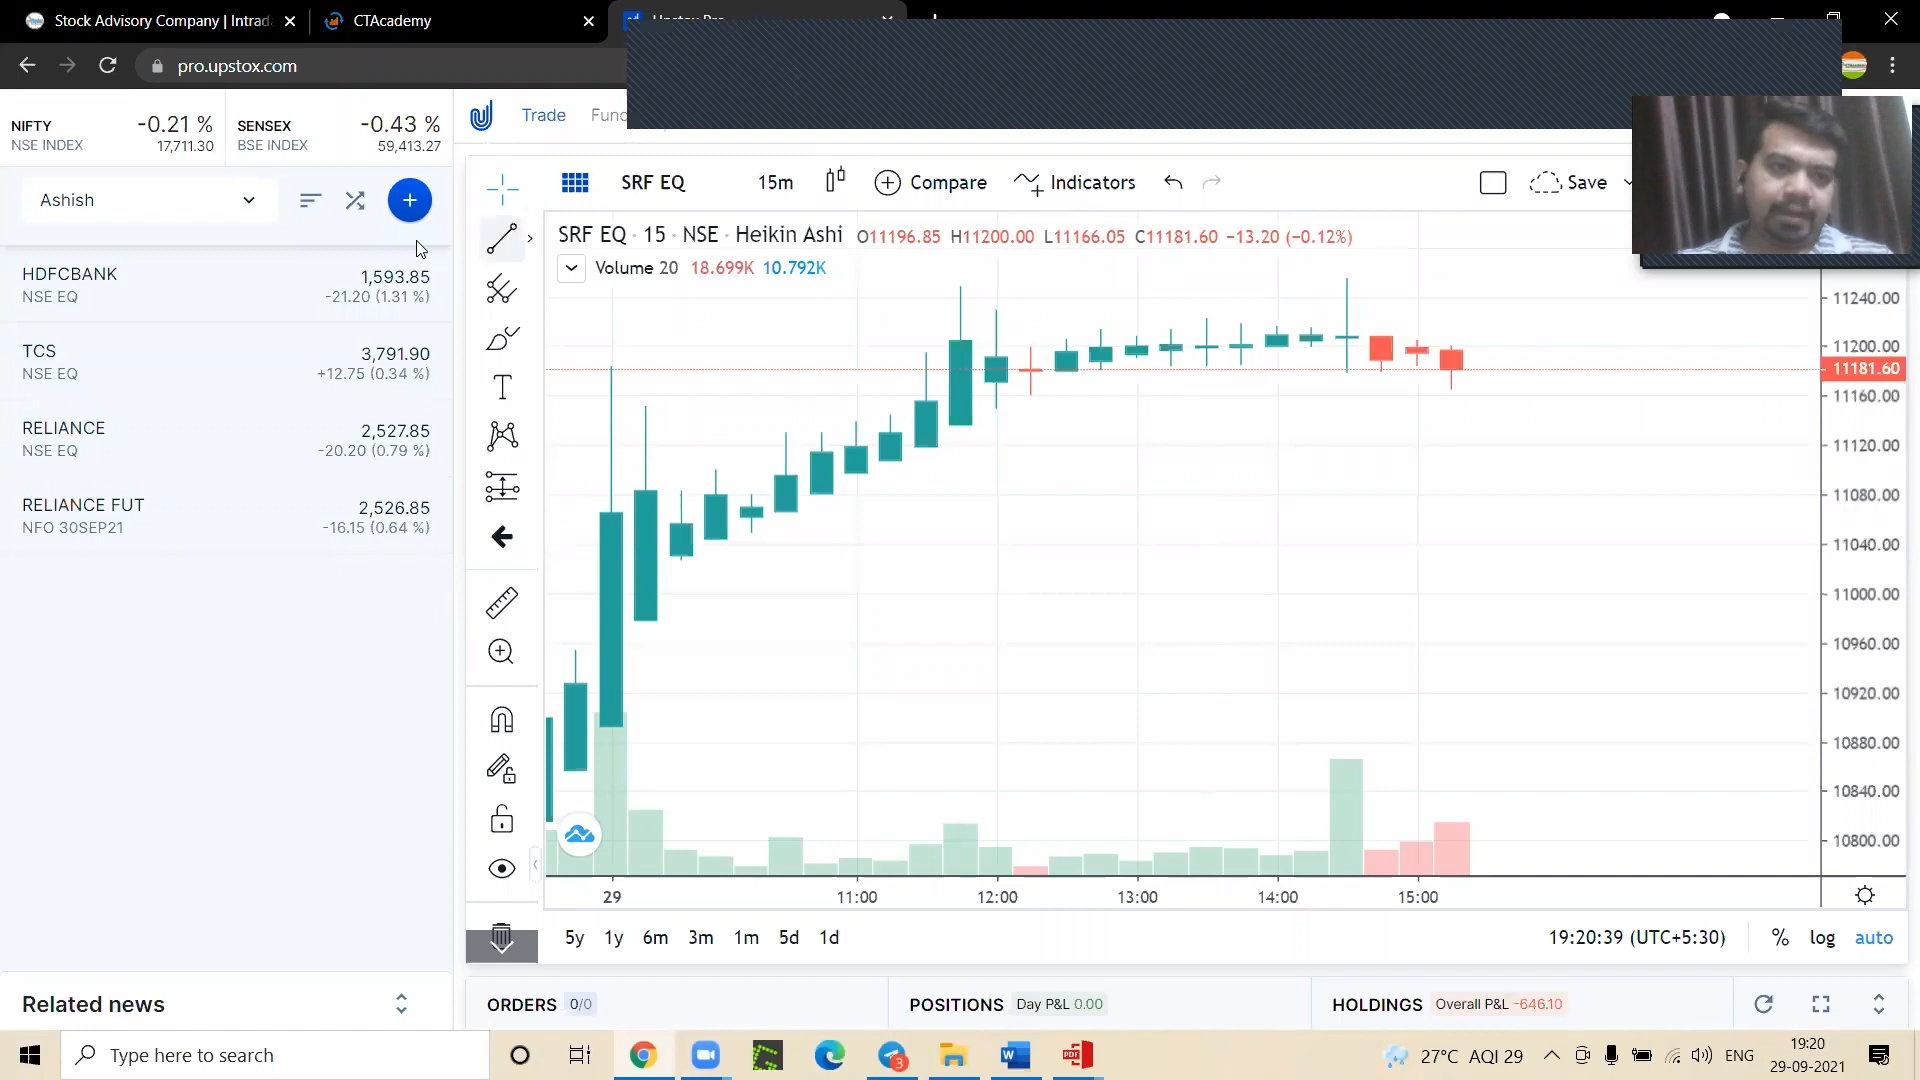 Stock Advisory Company | Intrada
CTAcademy
pro.upstox.com
NIFTY
-0.21 %
SENSEX
-0.43 %
NSE INDEX
17,711.30
BSE INDEX
59,413.27
Trade
Ashish
SRF EQ
15m
Compare
Indicators
Save
SRF EQ · 15 · NSE · Heikin Ashi
O11196.85 H11200.00 L11166.05 C11181.60 −13.20 (−0.12%)
Volume 20 18.699K 10.792K
HDFCBANK
1,593.85
NSE EQ
-21.20 (1.31 %)
TCS
3,791.90
NSE EQ
+12.75 (0.34 %)
RELIANCE
2,527.85
NSE EQ
-20.20 (0.79 %)
RELIANCE FUT
2,526.85
NFO 30SEP21
-16.15 (0.64 %)
11240.00
11200.00
11181.60
11160.00
11120.00
11080.00
11040.00
11000.00
10960.00
10920.00
10880.00
10840.00
10800.00
29
11:00
12:00
13:00
14:00
15:00
5y 1y 6m 3m 1m 5d 1d
19:20:39 (UTC+5:30)
% log auto
Related news
ORDERS 0/0
POSITIONS Day P&L 0.00
HOLDINGS Overall P&L -646.10
Type here to search
3
W
PDF
27°C AQI 29
ENG
19:20
29-09-2021